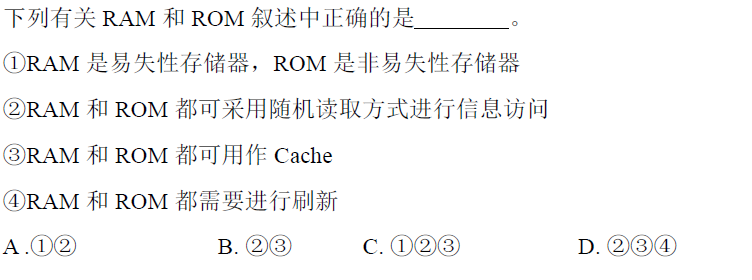 下列有关 RAM 和 ROM 叙述中正确的是________。
①RAM 是易失性存储器，ROM 是非易失性存储器
②RAM 和 ROM 都可采用随机读取方式进行信息访问
③RAM 和 ROM 都可用作 Cache
④RAM 和 ROM 都需要进行刷新
A .①② B. ②③ C. ①②③ D. ②③④